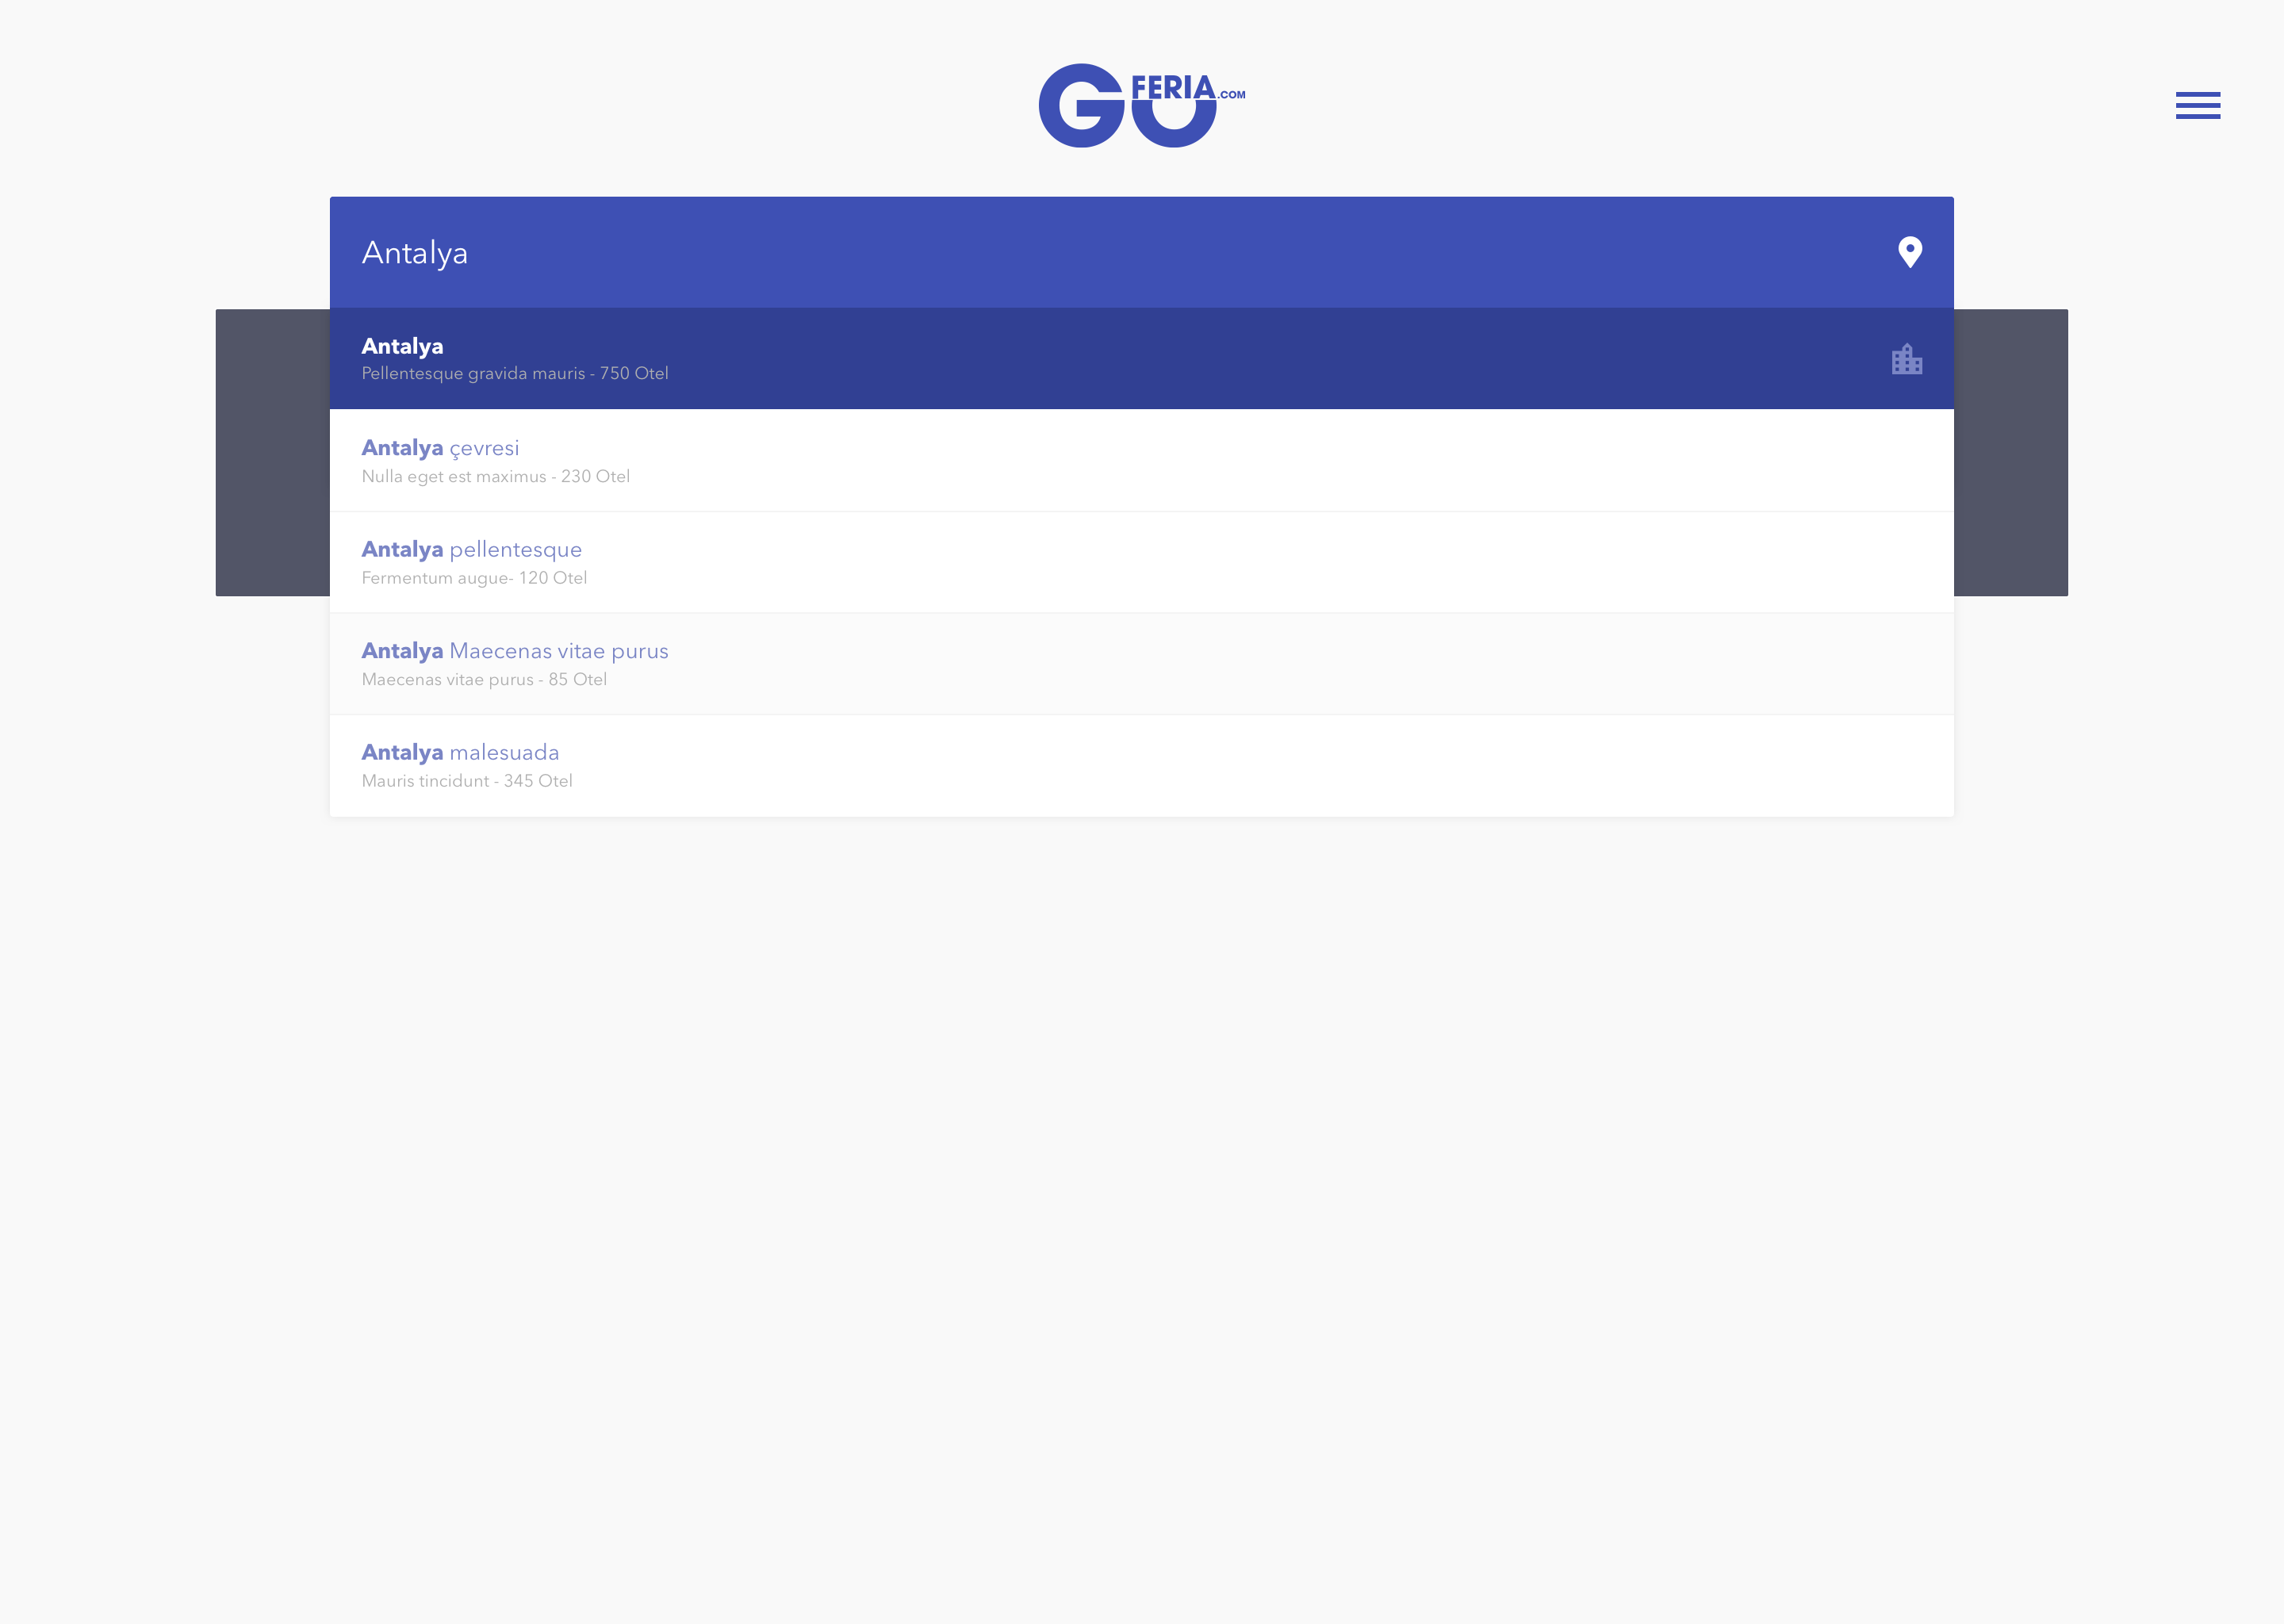 GO FERIA.COM
Antalya
Antalya
Pellentesque gravida mauris - 750 Otel
Antalya çevresi
Nulla eget est maximus - 230 Otel
Antalya pellentesque
Fermentum augue- 120 Otel
Antalya Maecenas vitae purus
Maecenas vitae purus - 85 Otel
Antalya malesuada
Mauris tincidunt - 345 Otel